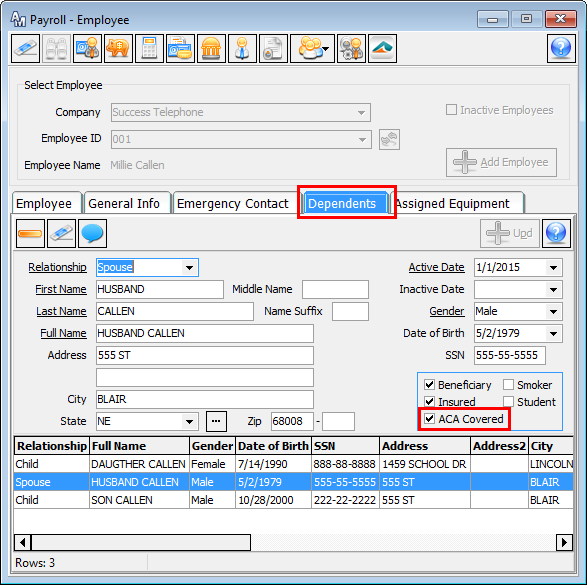 AM Payroll - Employee
Select Employee
Company Success Telephone Inactive Employees
Employee ID 001
Employee Name Millie Callen Add Employee
Employee General Info Emergency Contact Dependents Assigned Equipment
Upd
Relationship Spouse Active Date 1/1/2015
First Name HUSBAND Middle Name Inactive Date
Last Name CALLEN Name Suffix Gender Male
Full Name HUSBAND CALLEN Date of Birth 5/2/1979
Address 555 ST SSN 555-55-5555
Beneficiary Smoker
City BLAIR Insured Student
State NE ... Zip 68008 - ACA Covered
Relationship Full Name Gender Date of Birth SSN Address Address2 City
Child DAUGTHER CALLEN Female 7/14/1990 888-88-8888 1459 SCHOOL DR LINCOLN
Spouse HUSBAND CALLEN Male 5/2/1979 555-55-5555 555 ST BLAIR
Child SON CALLEN Male 10/28/2000 222-22-2222 555 ST BLAIR
Rows: 3